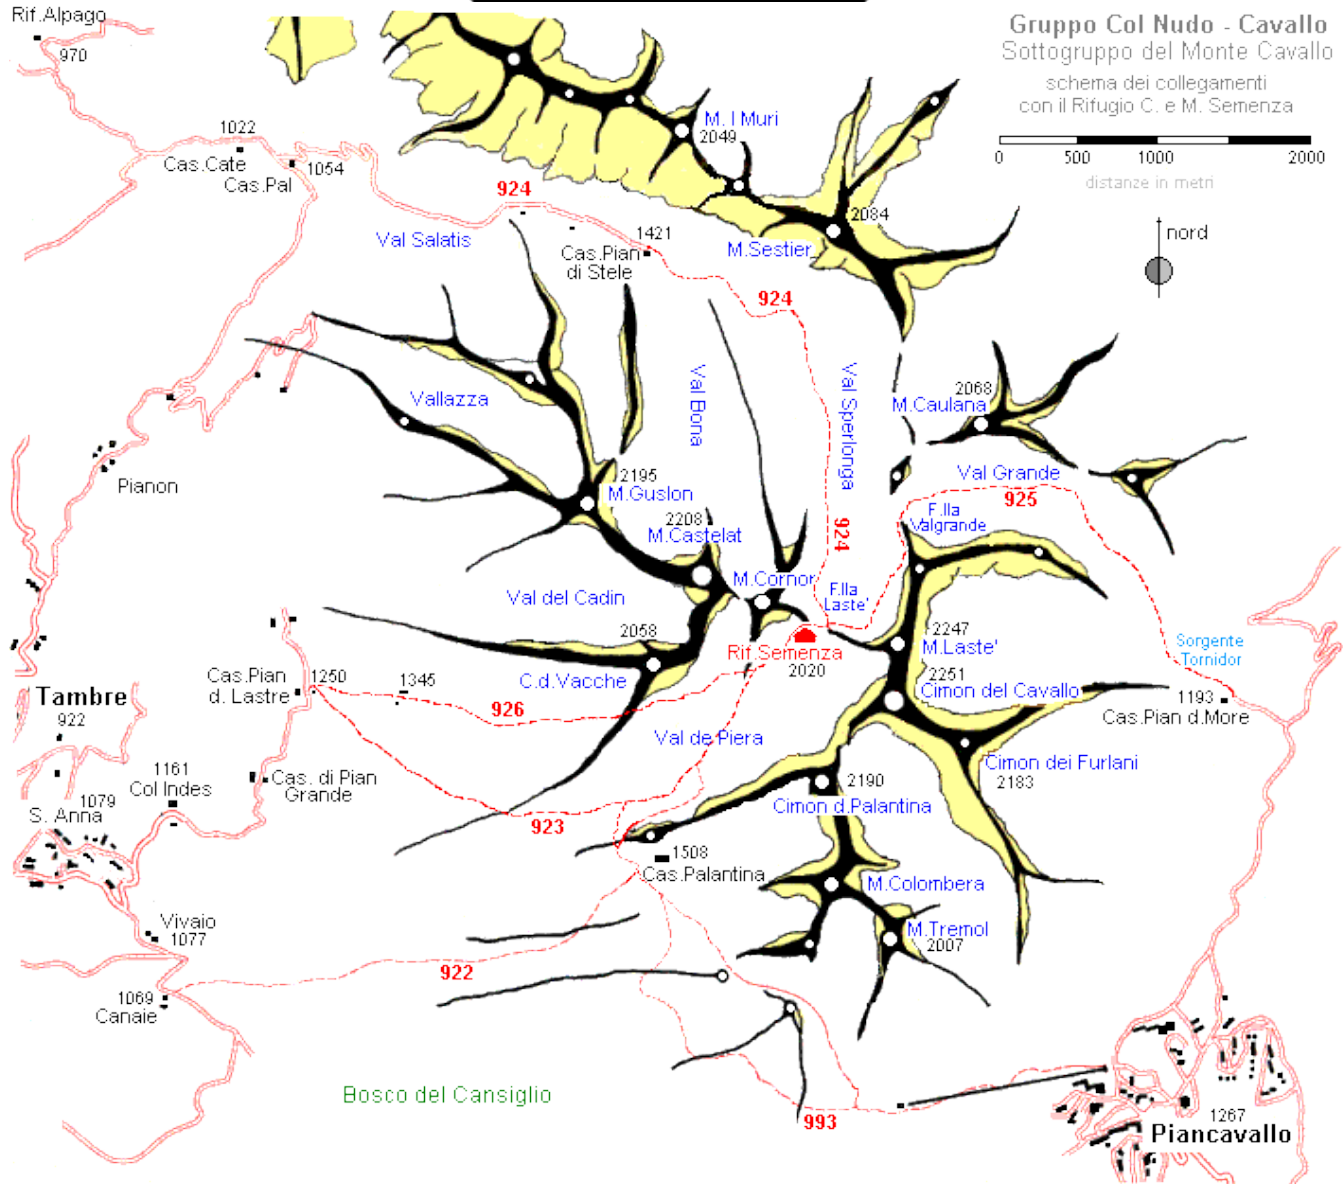 Rif.Alpago
970
Gruppo Col Nudo - Cavallo
Sottogruppo del Monte Cavallo
schema dei collegamenti
con il Rifugio C. e M. Semenza
0 500 1000 2000
distanze in metri
nord
M. I Muri
2049
1022
Cas.Cate
1054
Cas.Pal
924
Val Salatis
1421
Cas.Pian
di Stele
2084
M.Sestier
924
Vallazza
Val Bona
Val Sperlonga
2068
M.Caulana
Val Grande
925
Pianon
2195
M.Guslon
2208
M.Castelat
924
F.lla
Valgrande
M.Cornor
F.lla
Laste'
Val del Cadin
2058
C.d.Vacche
Rif.Semenza
2020
2247
M.Laste'
2251
Cimon del Cavallo
Sorgente
Tornidor
1193
Cas.Pian d.More
Cas.Pian
d. Lastre
1250
1345
926
Tambre
922
Val de Piera
Cimon dei Furlani
2183
1161
Col Indes
Cas. di Pian
Grande
2190
Cimon d.Palantina
1079
S. Anna
923
1508
Cas.Palantina
M.Colombera
Vivaio
1077
M.Tremol
2007
922
1069
Canaie
Bosco del Cansiglio
993
1267
Piancavallo